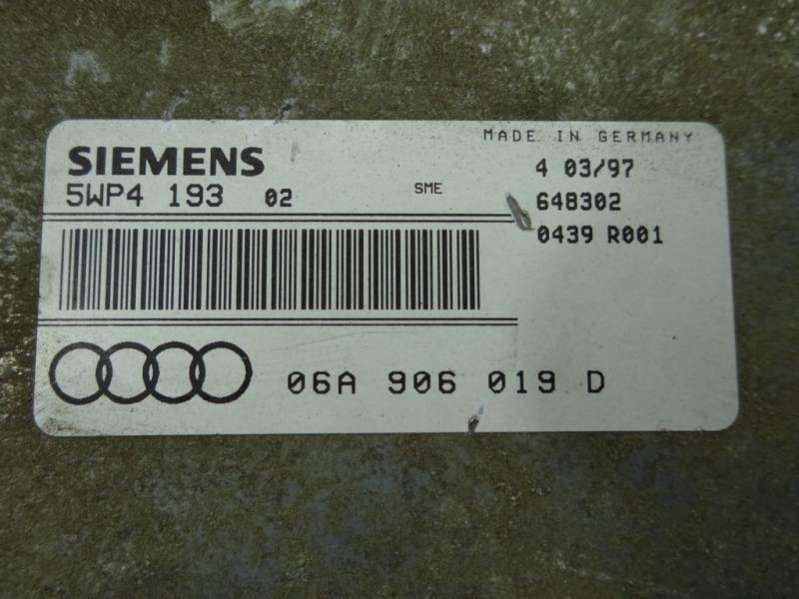 MADE IN GERMANY
SIEMENS
4 03/97
5WP4 193 02 SME
648302
0439 R001
06A 906 019 D